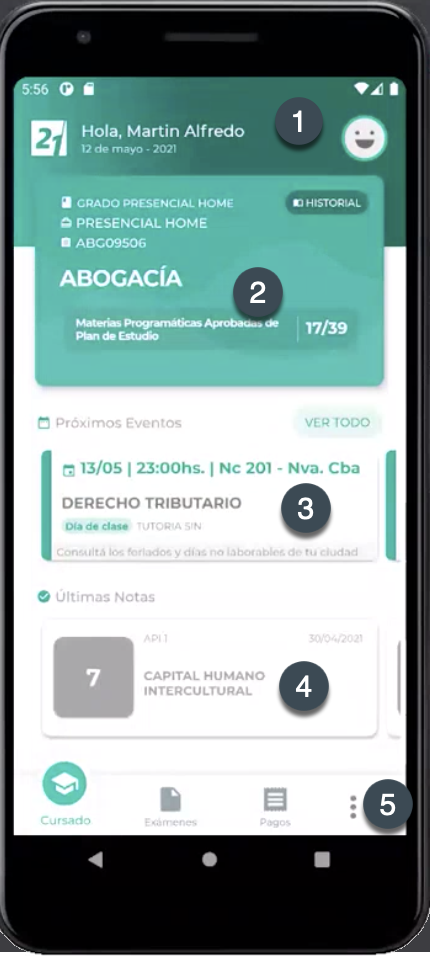 5:56
1
21
Hola, Martin Alfredo
12 de mayo - 2021
GRADO PRESENCIAL HOME
HISTORIAL
PRESENCIAL HOME
ABG09506
ABOGACÍA
2
Materias Programáticas Aprobadas de
Plan de Estudio
17/39
Próximos Eventos
VER TODO
13/05 | 23:00hs. | Nc 201 - Nva. Cba
DERECHO TRIBUTARIO
3
Día de clase TUTORIA S/N
Consultá los feriados y días no laborables de tu ciudad
Últimas Notas
API 1
30/04/2021
7
CAPITAL HUMANO
INTERCULTURAL
4
5
Cursado
Exámenes
Pagos